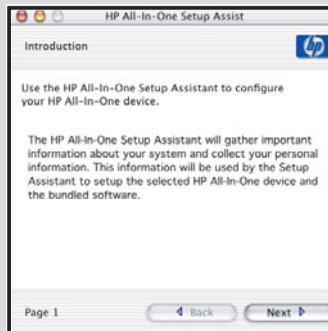 HP All-In-One Setup Assist
Introduction
hp
Use the HP All-In-One Setup Assistant to configure
your HP All-In-One device.
The HP All-In-One Setup Assistant will gather important
information about your system and collect your personal
information. This information will be used by the Setup
Assistant to setup the selected HP All-In-One device and
the bundled software.
Page 1
Back
Next